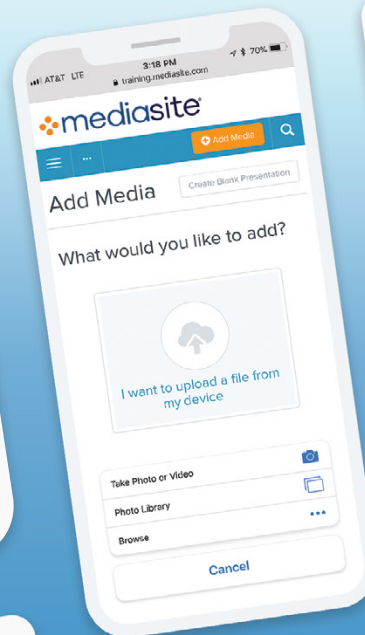 AT&T LTE
3:18 PM
70%
training.mediasite.com
mediasite
... Add Media
Add Media
Create Blank Presentation
What would you like to add?
I want to upload a file from
my device
Take Photo or Video
Photo Library
Browse
Cancel